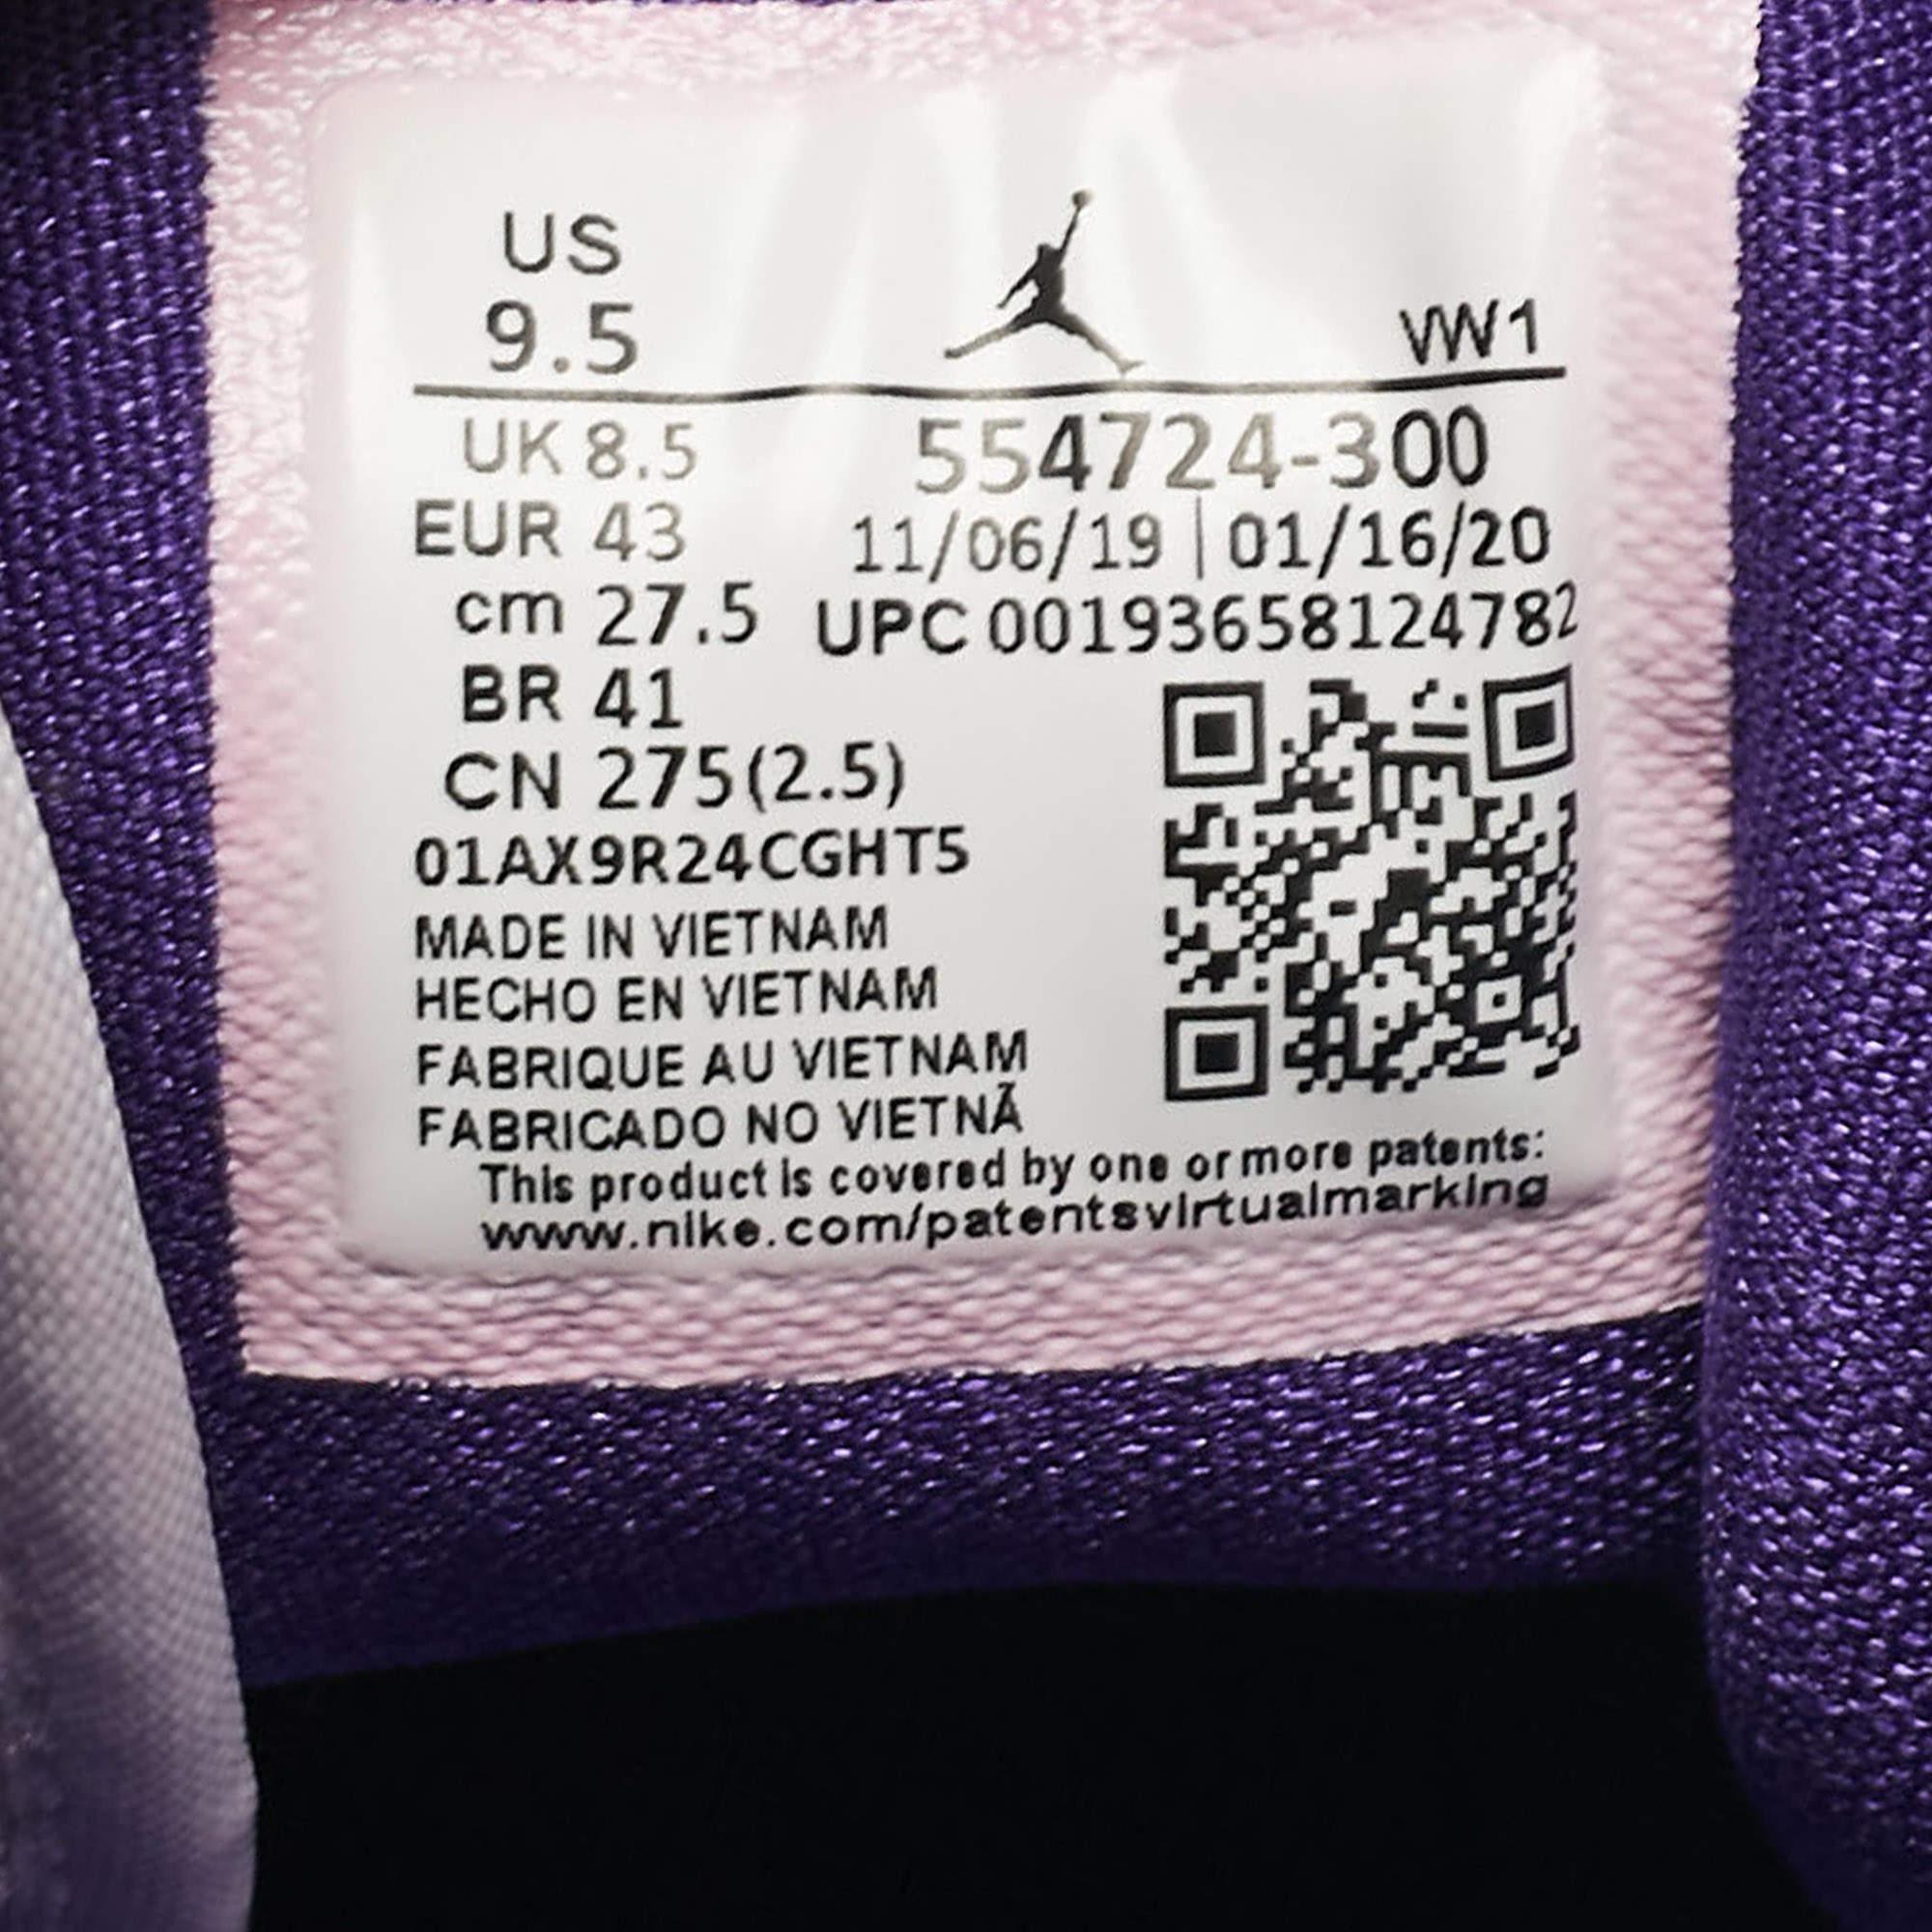 US
9.5
VW1
UK 8.5
554724-300
EUR 43
11/06/19 | 01/16/20
cm 27.5
UPC 00193658124782
BR 41
CN 275(2.5)
01AX9R24CGHT5
MADE IN VIETNAM
HECHO EN VIETNAM
FABRIQUE AU VIETNAM
FABRICADO NO VIETNÃ
This product is covered by one or more patents:
www.nike.com/patentsvirtualmarking